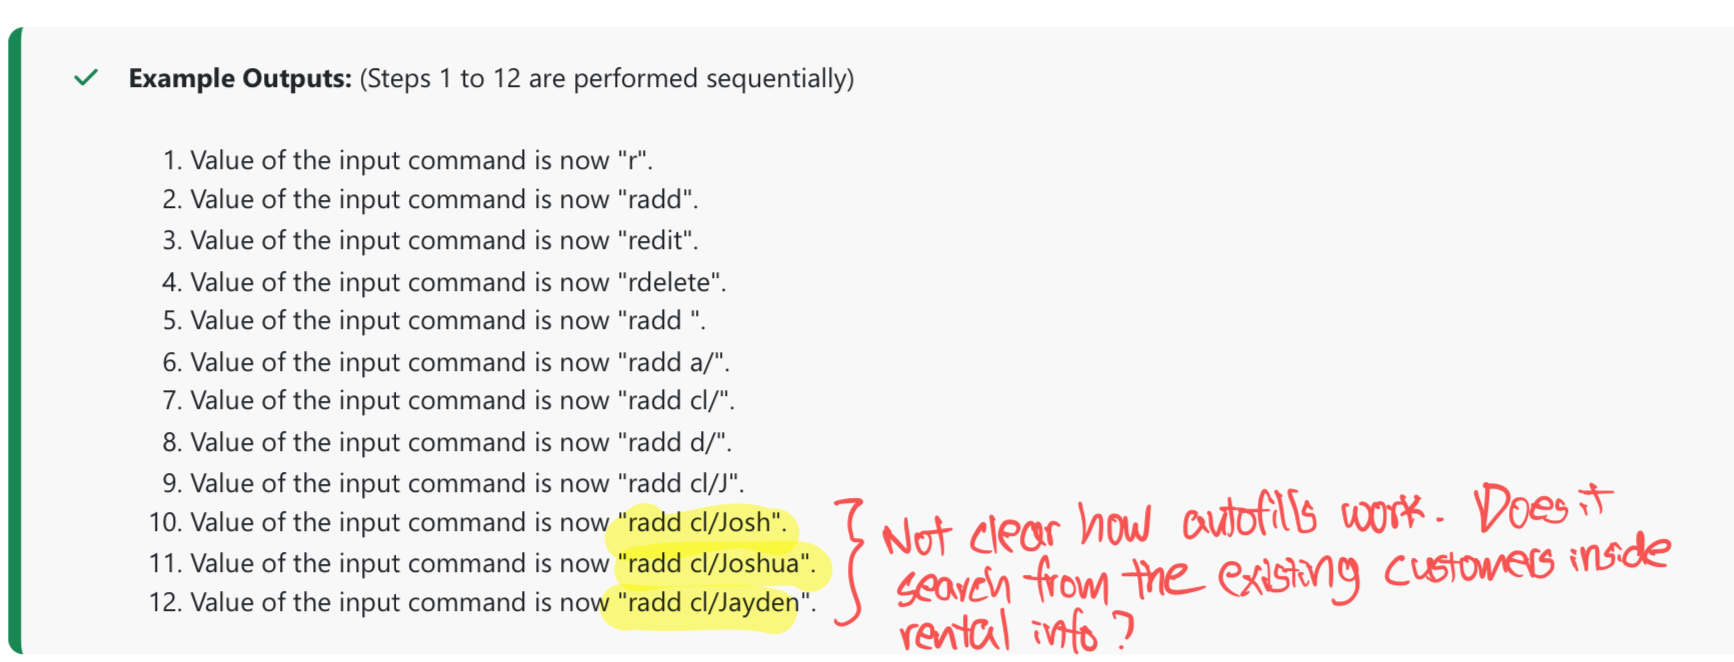 Example Outputs: (Steps 1 to 12 are performed sequentially)
1. Value of the input command is now "r".
2. Value of the input command is now "radd".
3. Value of the input command is now "redit".
4. Value of the input command is now "rdelete".
5. Value of the input command is now "radd ".
6. Value of the input command is now "radd a/".
7. Value of the input command is now "radd cl/".
8. Value of the input command is now "radd d/".
9. Value of the input command is now "radd cl/J".
10. Value of the input command is now "radd cl/Josh".
11. Value of the input command is now "radd cl/Joshua".
12. Value of the input command is now "radd cl/Jayden".
Not clear how autofills work. Does it
search from the existing customers inside
rental info?